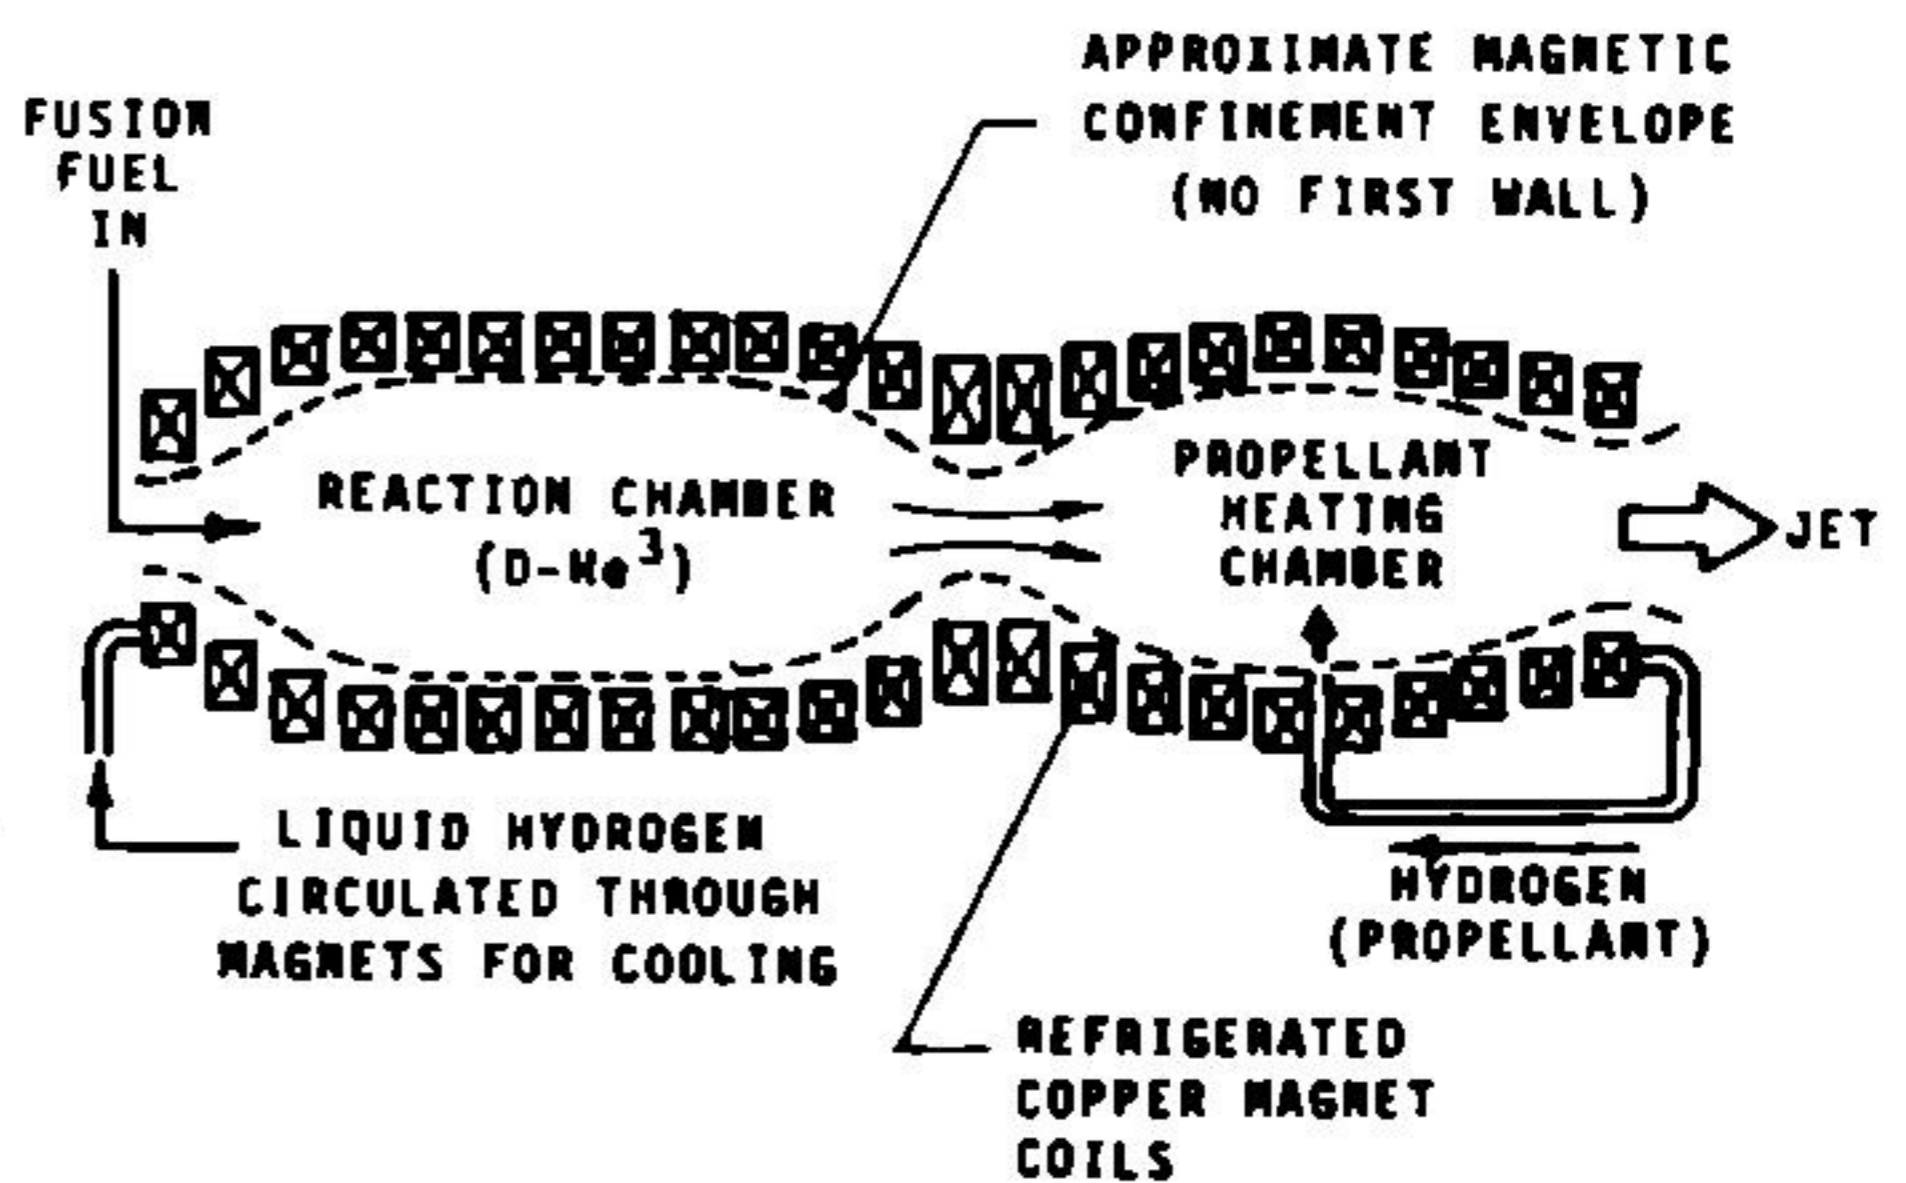 APPROXIMATE MAGNETIC
CONFINEMENT ENVELOPE
(NO FIRST WALL)
FUSION
FUEL
IN
REACTION CHAMBER
(D-He³)
PROPELLANT
HEATING
CHAMBER
JET
LIQUID HYDROGEN
CIRCULATED THROUGH
MAGNETS FOR COOLING
HYDROGEN
(PROPELLANT)
REFRIGERATED
COPPER MAGNET
COILS